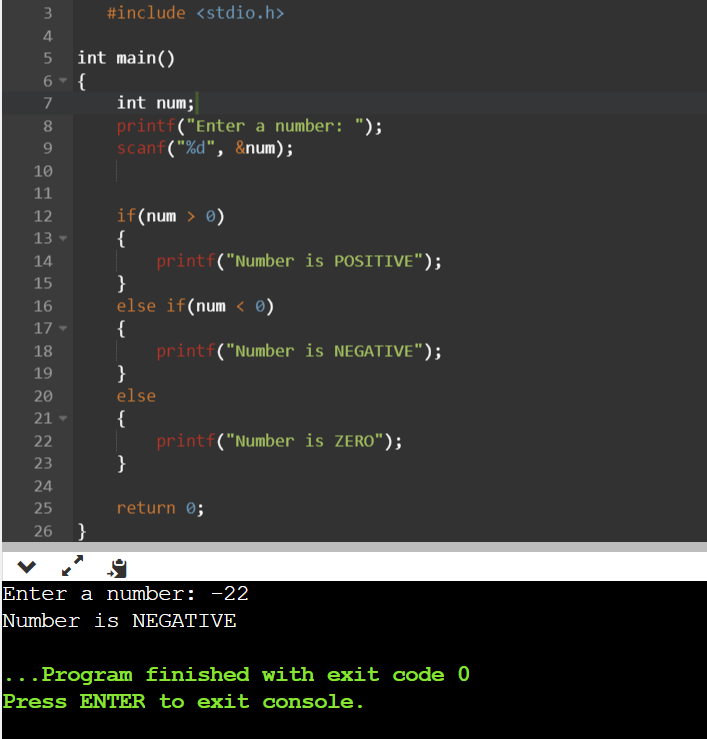 3 #include <stdio.h>
4
5 int main()
6 {
7 int num;
8 printf("Enter a number: ");
9 scanf("%d", &num);
10
11
12 if(num > 0)
13 {
14 printf("Number is POSITIVE");
15 }
16 else if(num < 0)
17 {
18 printf("Number is NEGATIVE");
19 }
20 else
21 {
22 printf("Number is ZERO");
23 }
24
25 return 0;
26 }
Enter a number: -22
Number is NEGATIVE
...Program finished with exit code 0
Press ENTER to exit console.